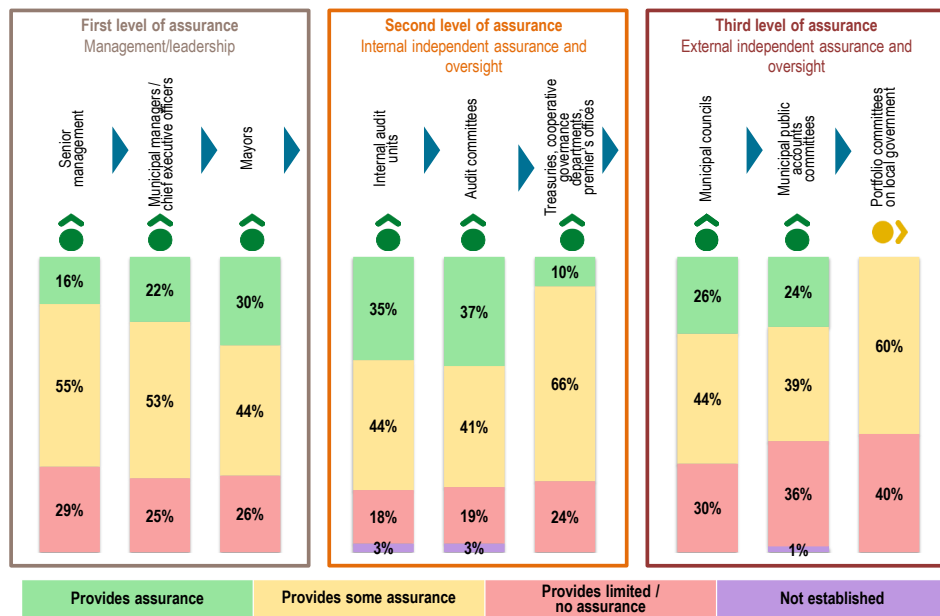 First level of assurance
Management/leadership
Senior
management
Municipal managers /
chief executive officers
Mayors
16%
55%
29%
22%
53%
25%
30%
44%
26%
Second level of assurance
Internal independent assurance and
oversight
Internal audit
units
Audit committees
Treasuries, cooperative
governance
departments,
premier's offices
35%
44%
18%
3%
37%
41%
19%
3%
10%
66%
24%
Third level of assurance
External independent assurance and
oversight
Municipal councils
Municipal public
accounts
committees
Portfolio committees
on local government
26%
44%
30%
24%
39%
36%
1%
60%
40%
Provides assurance
Provides some assurance
Provides limited /
no assurance
Not established